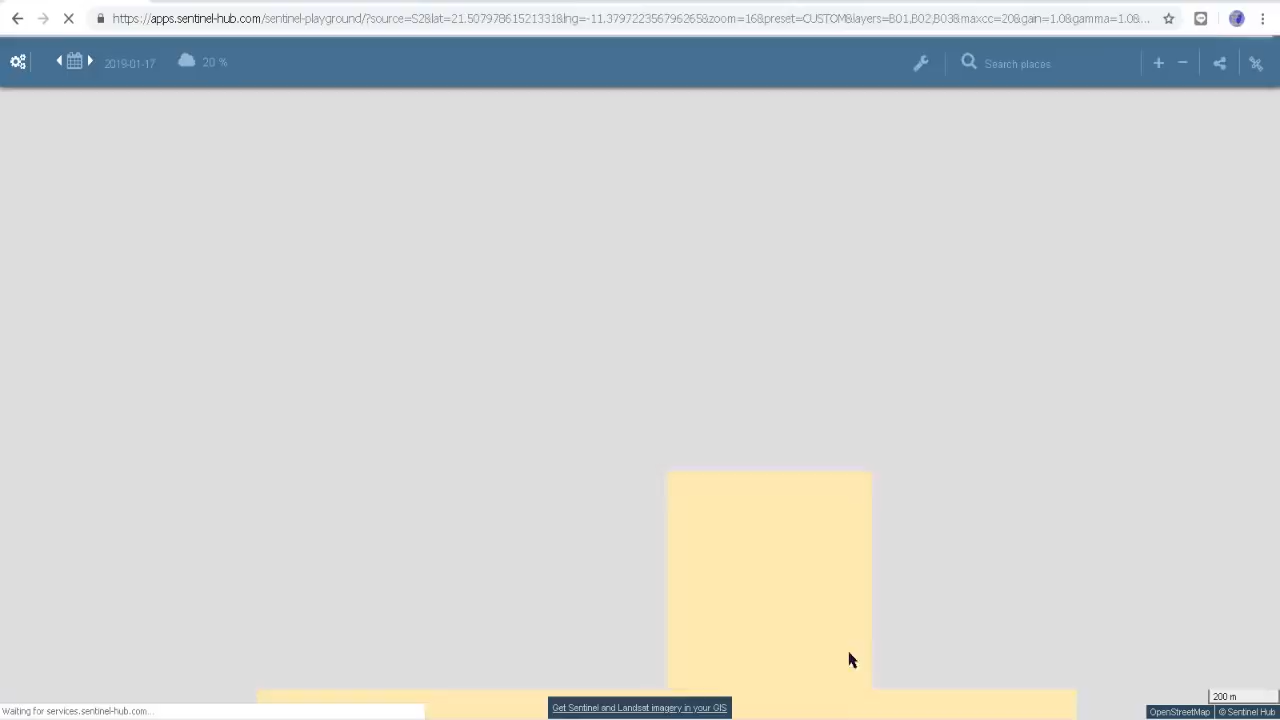 https://apps.sentinel-hub.com/sentinel-playground/?source=S2&lat=21.50797361521331&lng=-11.379722356796265&zoom=16&preset=CUSTOM&layers=B01,B02,B03&maxcc=20&gain=1.0&gamma=1.0&...
2019-01-17
20 %
Search places
200 m
Get Sentinel and Landsat imagery in your GIS
Waiting for services.sentinel-hub.com...
OpenStreetMap
© Sentinel Hub